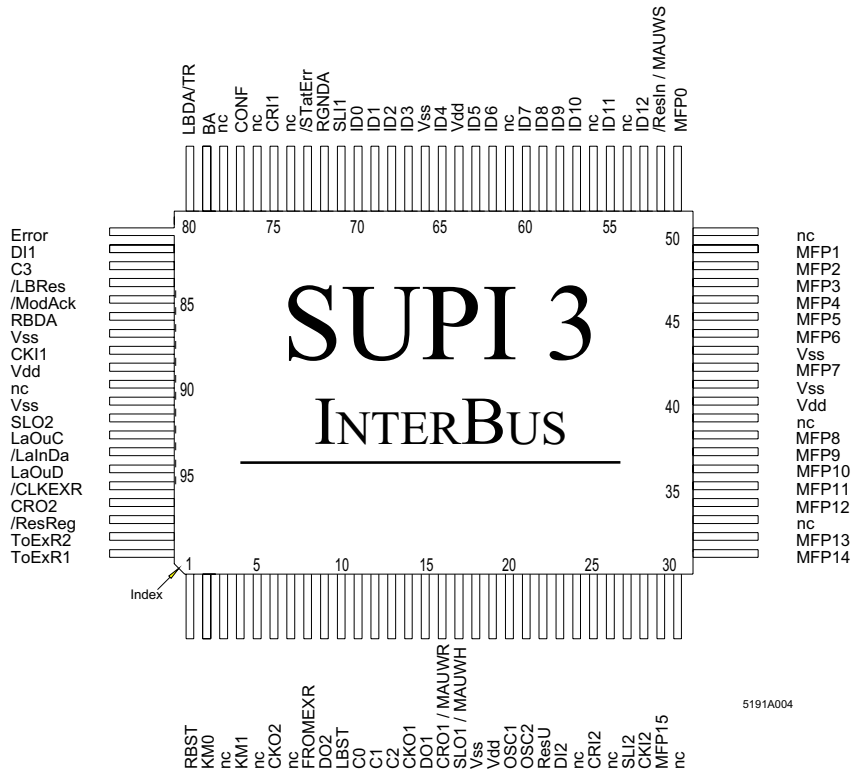 LBDA/TR
BA
nc
CONF
nc
CRI1
nc
/STatErr
RGNDA
SLI1
ID0
ID1
ID2
ID3
Vss
ID4
Vdd
ID5
ID6
nc
ID7
ID8
ID9
ID10
nc
ID11
nc
ID12
/ResIn / MAUWS
MFP0
80 75 70 65 60 55 50
Error
DI1
C3
/LBRes
/ModAck
RBDA
Vss
CKI1
Vdd
nc
Vss
SLO2
LaOuC
/LaInDa
LaOuD
/CLKEXR
CRO2
/ResReg
ToExR2
ToExR1
85
90
95
SUPI 3
INTERBUS
45
40
35
nc
MFP1
MFP2
MFP3
MFP4
MFP5
MFP6
Vss
MFP7
Vss
Vdd
nc
MFP8
MFP9
MFP10
MFP11
MFP12
nc
MFP13
MFP14
1 5 10 15 20 25 30
Index
RBST
KM0
nc
KM1
nc
CKO2
nc
FROMEXR
DO2
LBST
C0
C1
C2
CKO1
DO1
CRO1 / MAUWR
SLO1 / MAUWH
Vss
Vdd
OSC1
OSC2
ResU
DI2
nc
CRI2
nc
SLI2
CKI2
MFP15
nc
5191A004